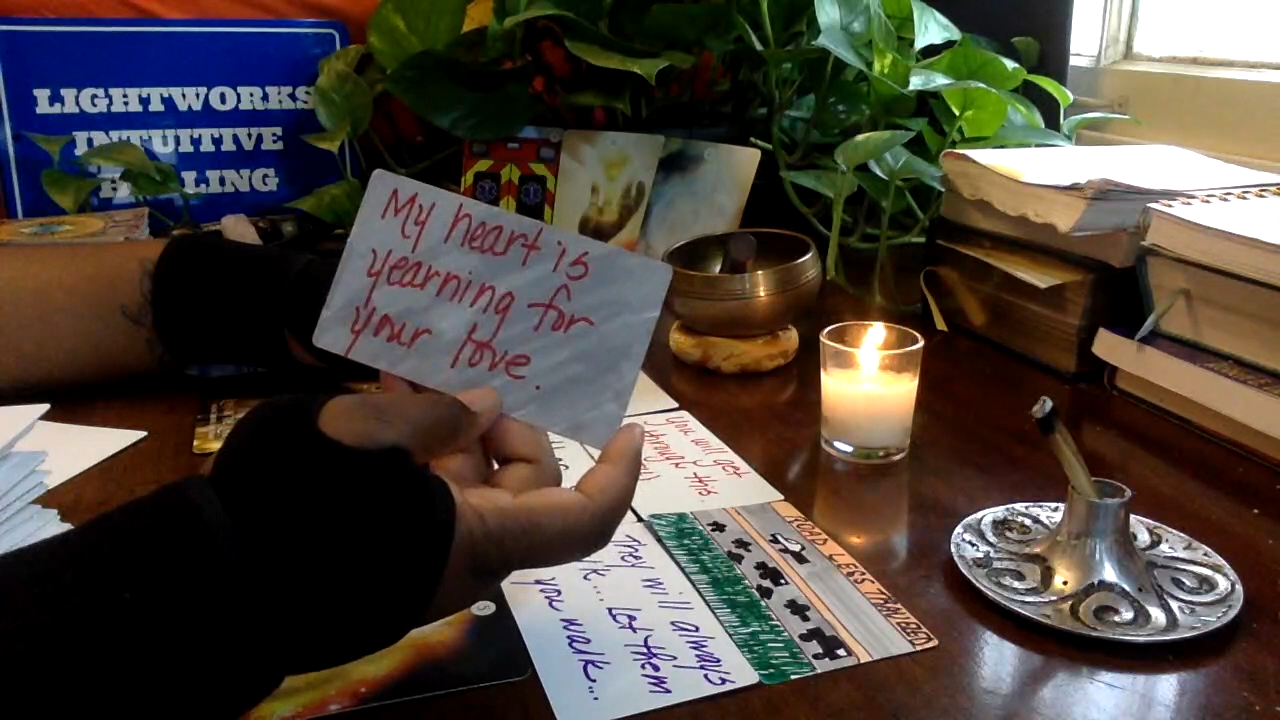 LIGHTWORKS
INTUITIVE
My heart is
yearning for
your love.
You will get
through this.
ROAD LESS TRAVELED
They will always
let them
you walk...
5